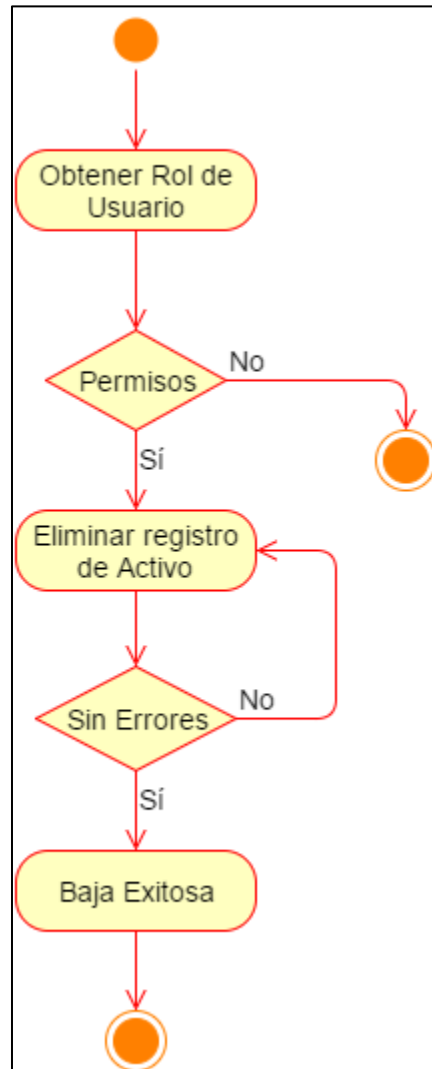 Obtener Rol de
Usuario
Permisos
No
Sí
Eliminar registro
de Activo
Sin Errores
No
Sí
Baja Exitosa